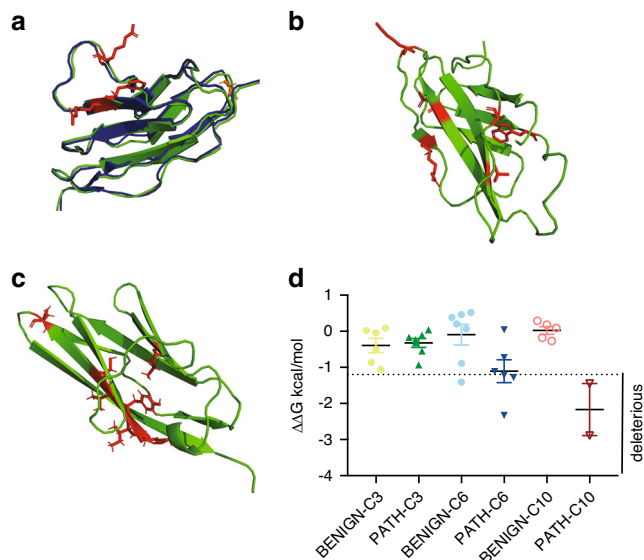 a
b
c
d
1
0
-1
-2
-3
-4
ΔΔG kcal/mol
deleterious
BENIGN-C3
PATH-C3
BENIGN-C6
PATH-C6
BENIGN-C10
PATH-C10